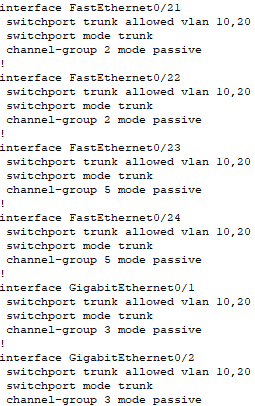 interface FastEthernet0/21
 switchport trunk allowed vlan 10,20
 switchport mode trunk
 channel-group 2 mode passive
!
interface FastEthernet0/22
 switchport trunk allowed vlan 10,20
 switchport mode trunk
 channel-group 2 mode passive
!
interface FastEthernet0/23
 switchport trunk allowed vlan 10,20
 switchport mode trunk
 channel-group 5 mode passive
!
interface FastEthernet0/24
 switchport trunk allowed vlan 10,20
 switchport mode trunk
 channel-group 5 mode passive
!
interface GigabitEthernet0/1
 switchport trunk allowed vlan 10,20
 switchport mode trunk
 channel-group 3 mode passive
!
interface GigabitEthernet0/2
 switchport trunk allowed vlan 10,20
 switchport mode trunk
 channel-group 3 mode passive